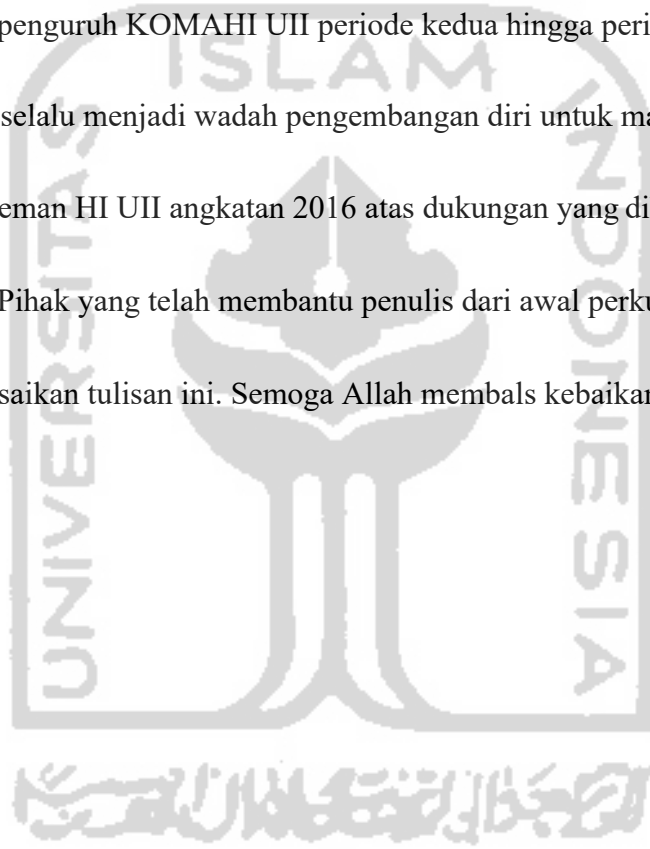 penguruh KOMAHI UII periode kedua hingga peri
selalu menjadi wadah pengembangan diri untuk ma
eman HI UII angkatan 2016 atas dukungan yang di
Pihak yang telah membantu penulis dari awal perku
saikan tulisan ini. Semoga Allah membals kebaikan
ISLAM
UNIVERSITAS
INDONESIA